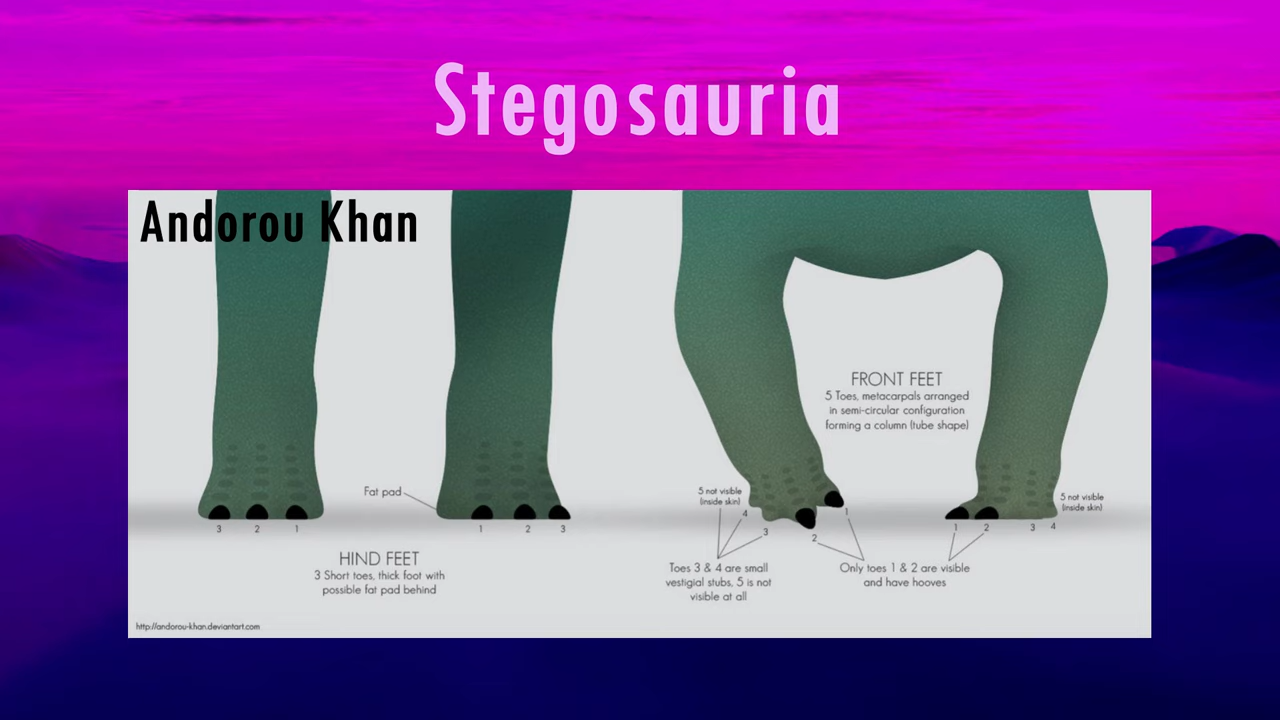 Stegosauria
Andorou Khan
FRONT FEET
5 Toes, metacarpals arranged
in semi-circular configuration
forming a column (tube shape)
Fat pad
5 not visible
(inside skin)
4
3
2
1
5 not visible
(inside skin)
1
2
3
4
3
2
1
1
2
3
HIND FEET
3 Short toes, thick foot with
possible fat pad behind
Toes 3 & 4 are small
vestigial stubs, 5 is not
visible at all
Only toes 1 & 2 are visible
and have hooves
http://andorou-khan.deviantart.com